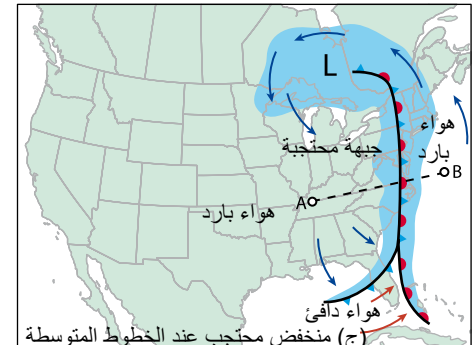 L
هواء
بارد
جبهة محتجبة
B
A
هواء بارد
هواء دافئ
(ج) منخفض محتجب عند الخطوط المتوسطة